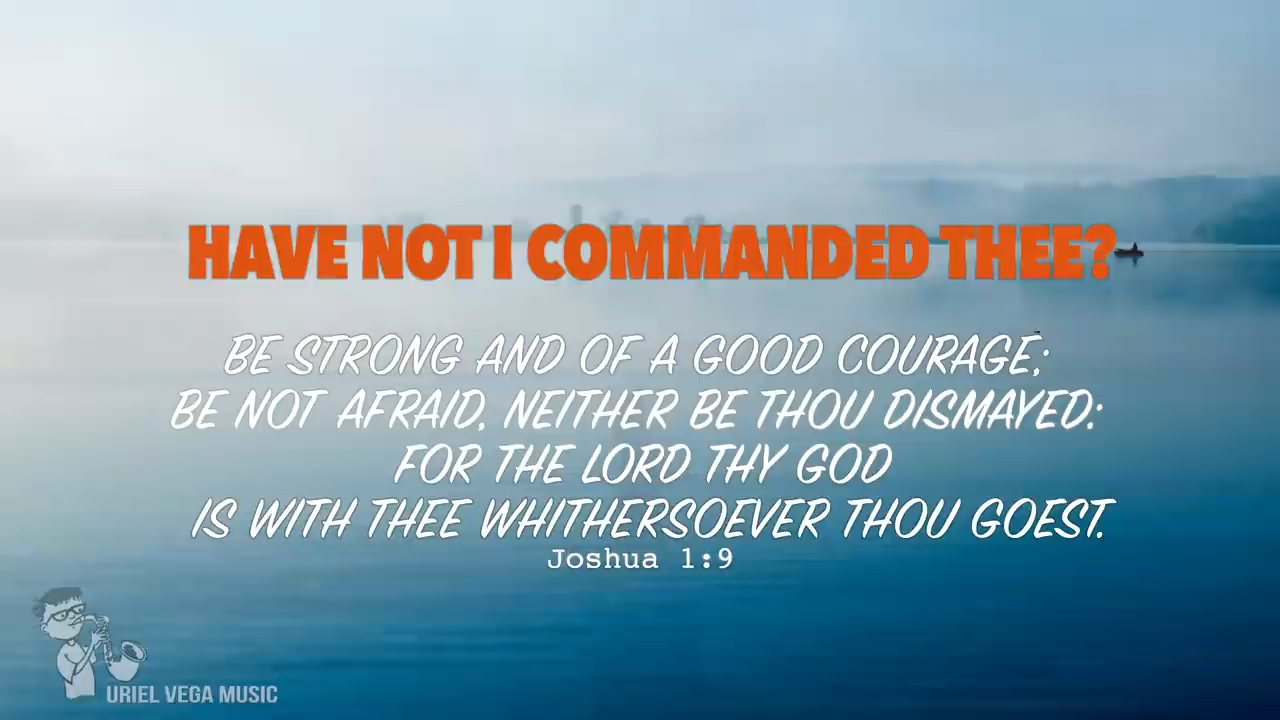 HAVE NOT I COMMANDED THEE?
BE STRONG AND OF A GOOD COURAGE;
BE NOT AFRAID, NEITHER BE THOU DISMAYED:
FOR THE LORD THY GOD
IS WITH THEE WHITHERSOEVER THOU GOEST.
Joshua 1:9
URIEL VEGA MUSIC